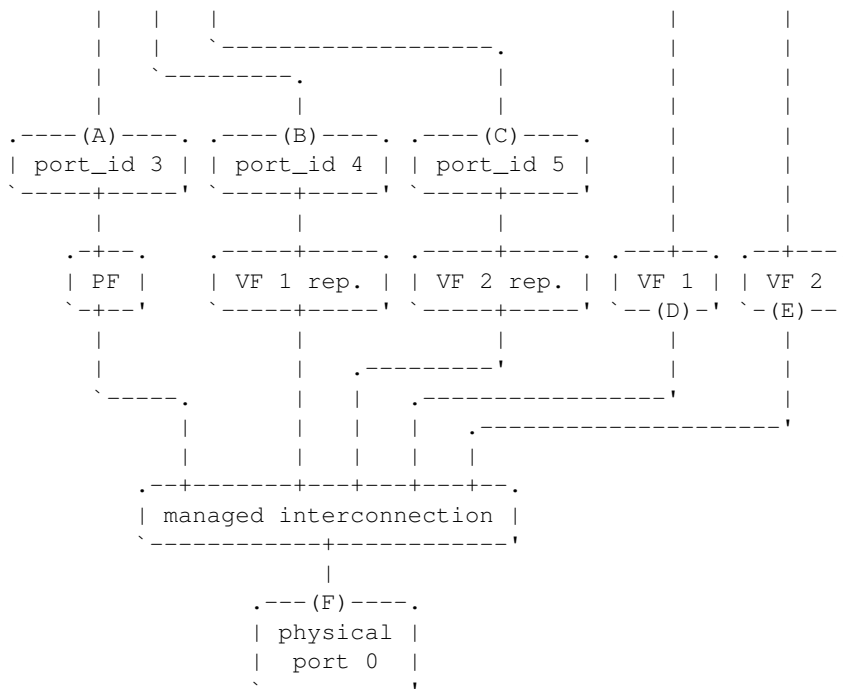 (A) (B) (C)
port_id 3 port_id 4 port_id 5
PF VF 1 rep. VF 2 rep. VF 1 VF 2
(D) (E)
managed interconnection
(F)
physical
port 0